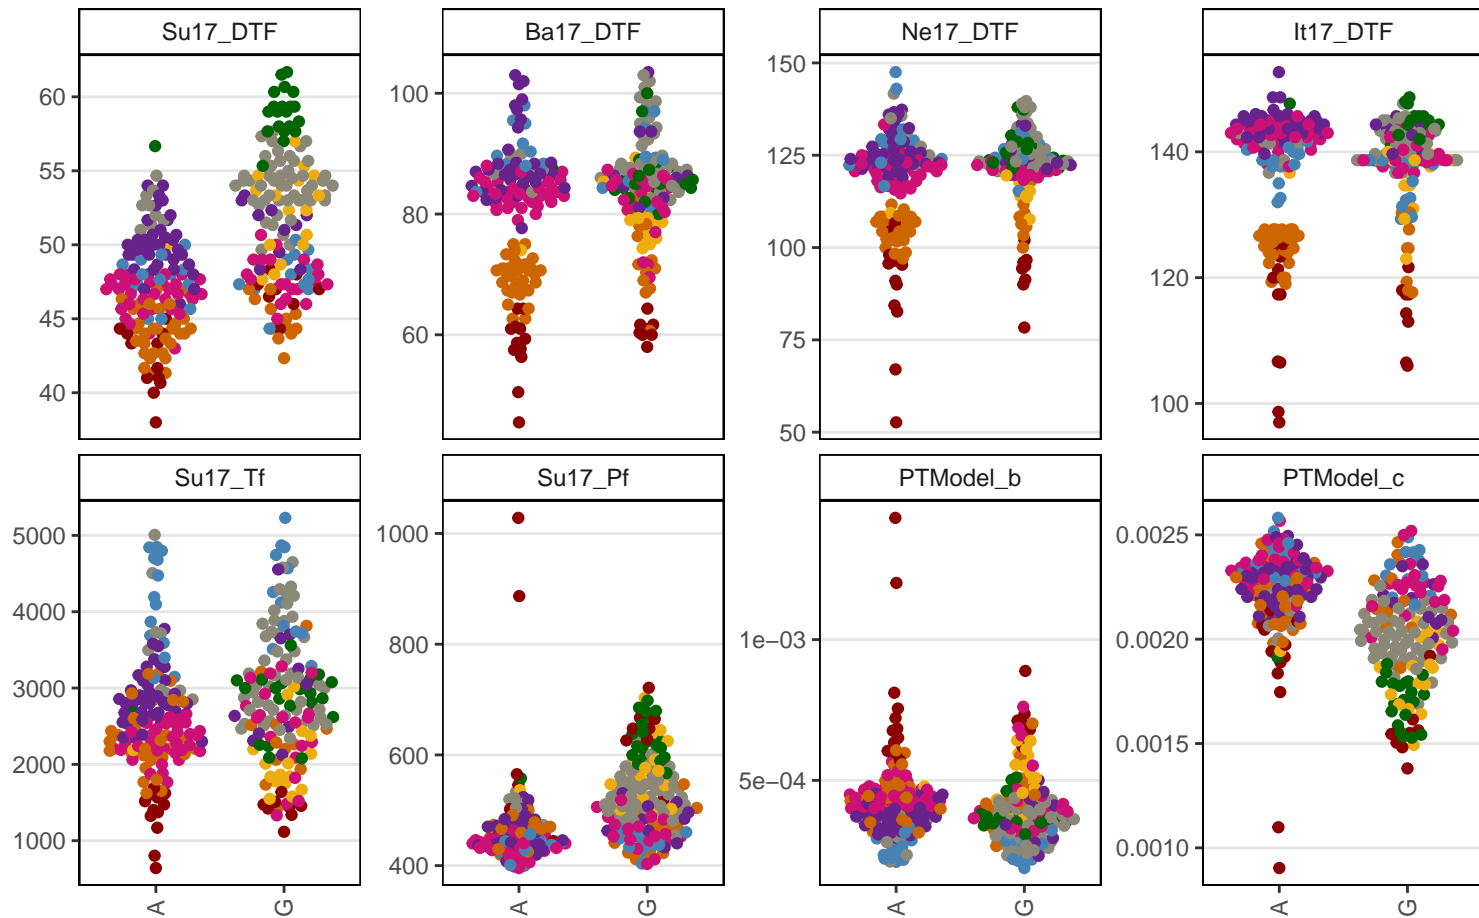 Su17_DTF
Ba17_DTF
Ne17_DTF
It17_DTF
60
55
50
45
40
100
80
60
150
125
100
75
50
140
120
100
Su17_Tf
Su17_Pf
PTModel_b
PTModel_c
5000
4000
3000
2000
1000
1000
800
600
400
1e−03
5e−04
0.0025
0.0020
0.0015
0.0010
A
G
A
G
A
G
A
G